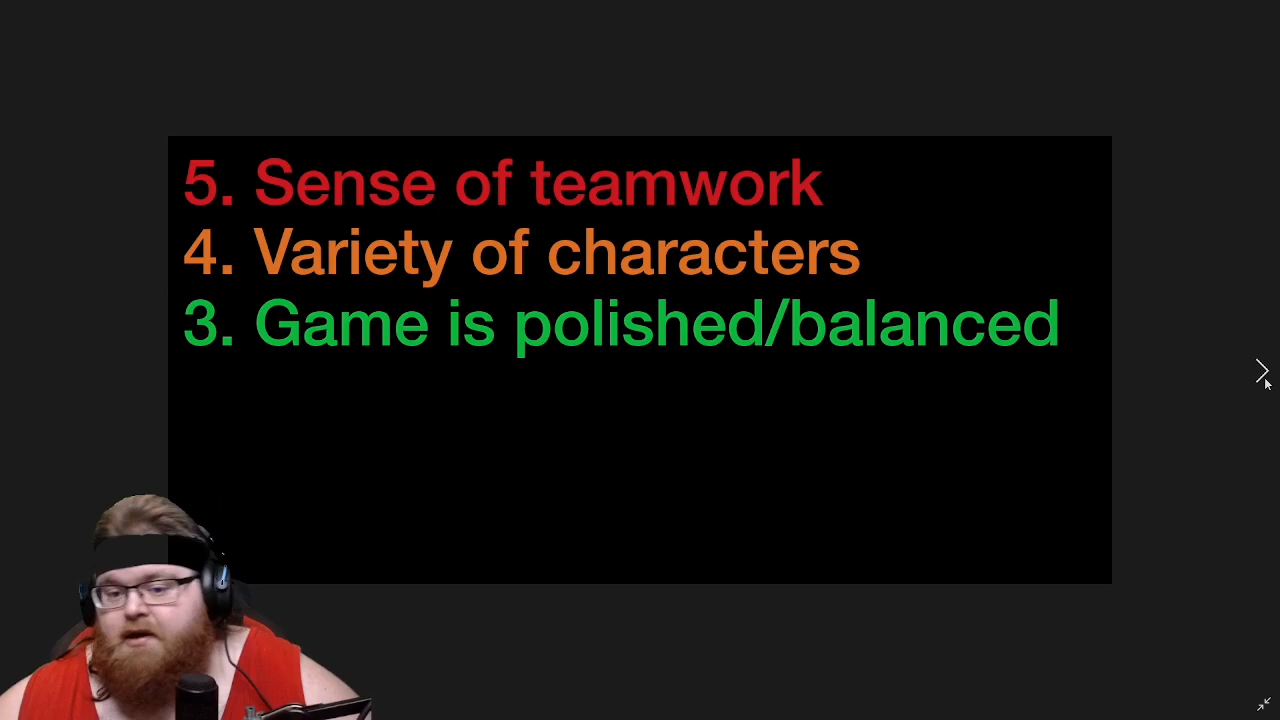 5. Sense of teamwork
4. Variety of characters
3. Game is polished/balanced